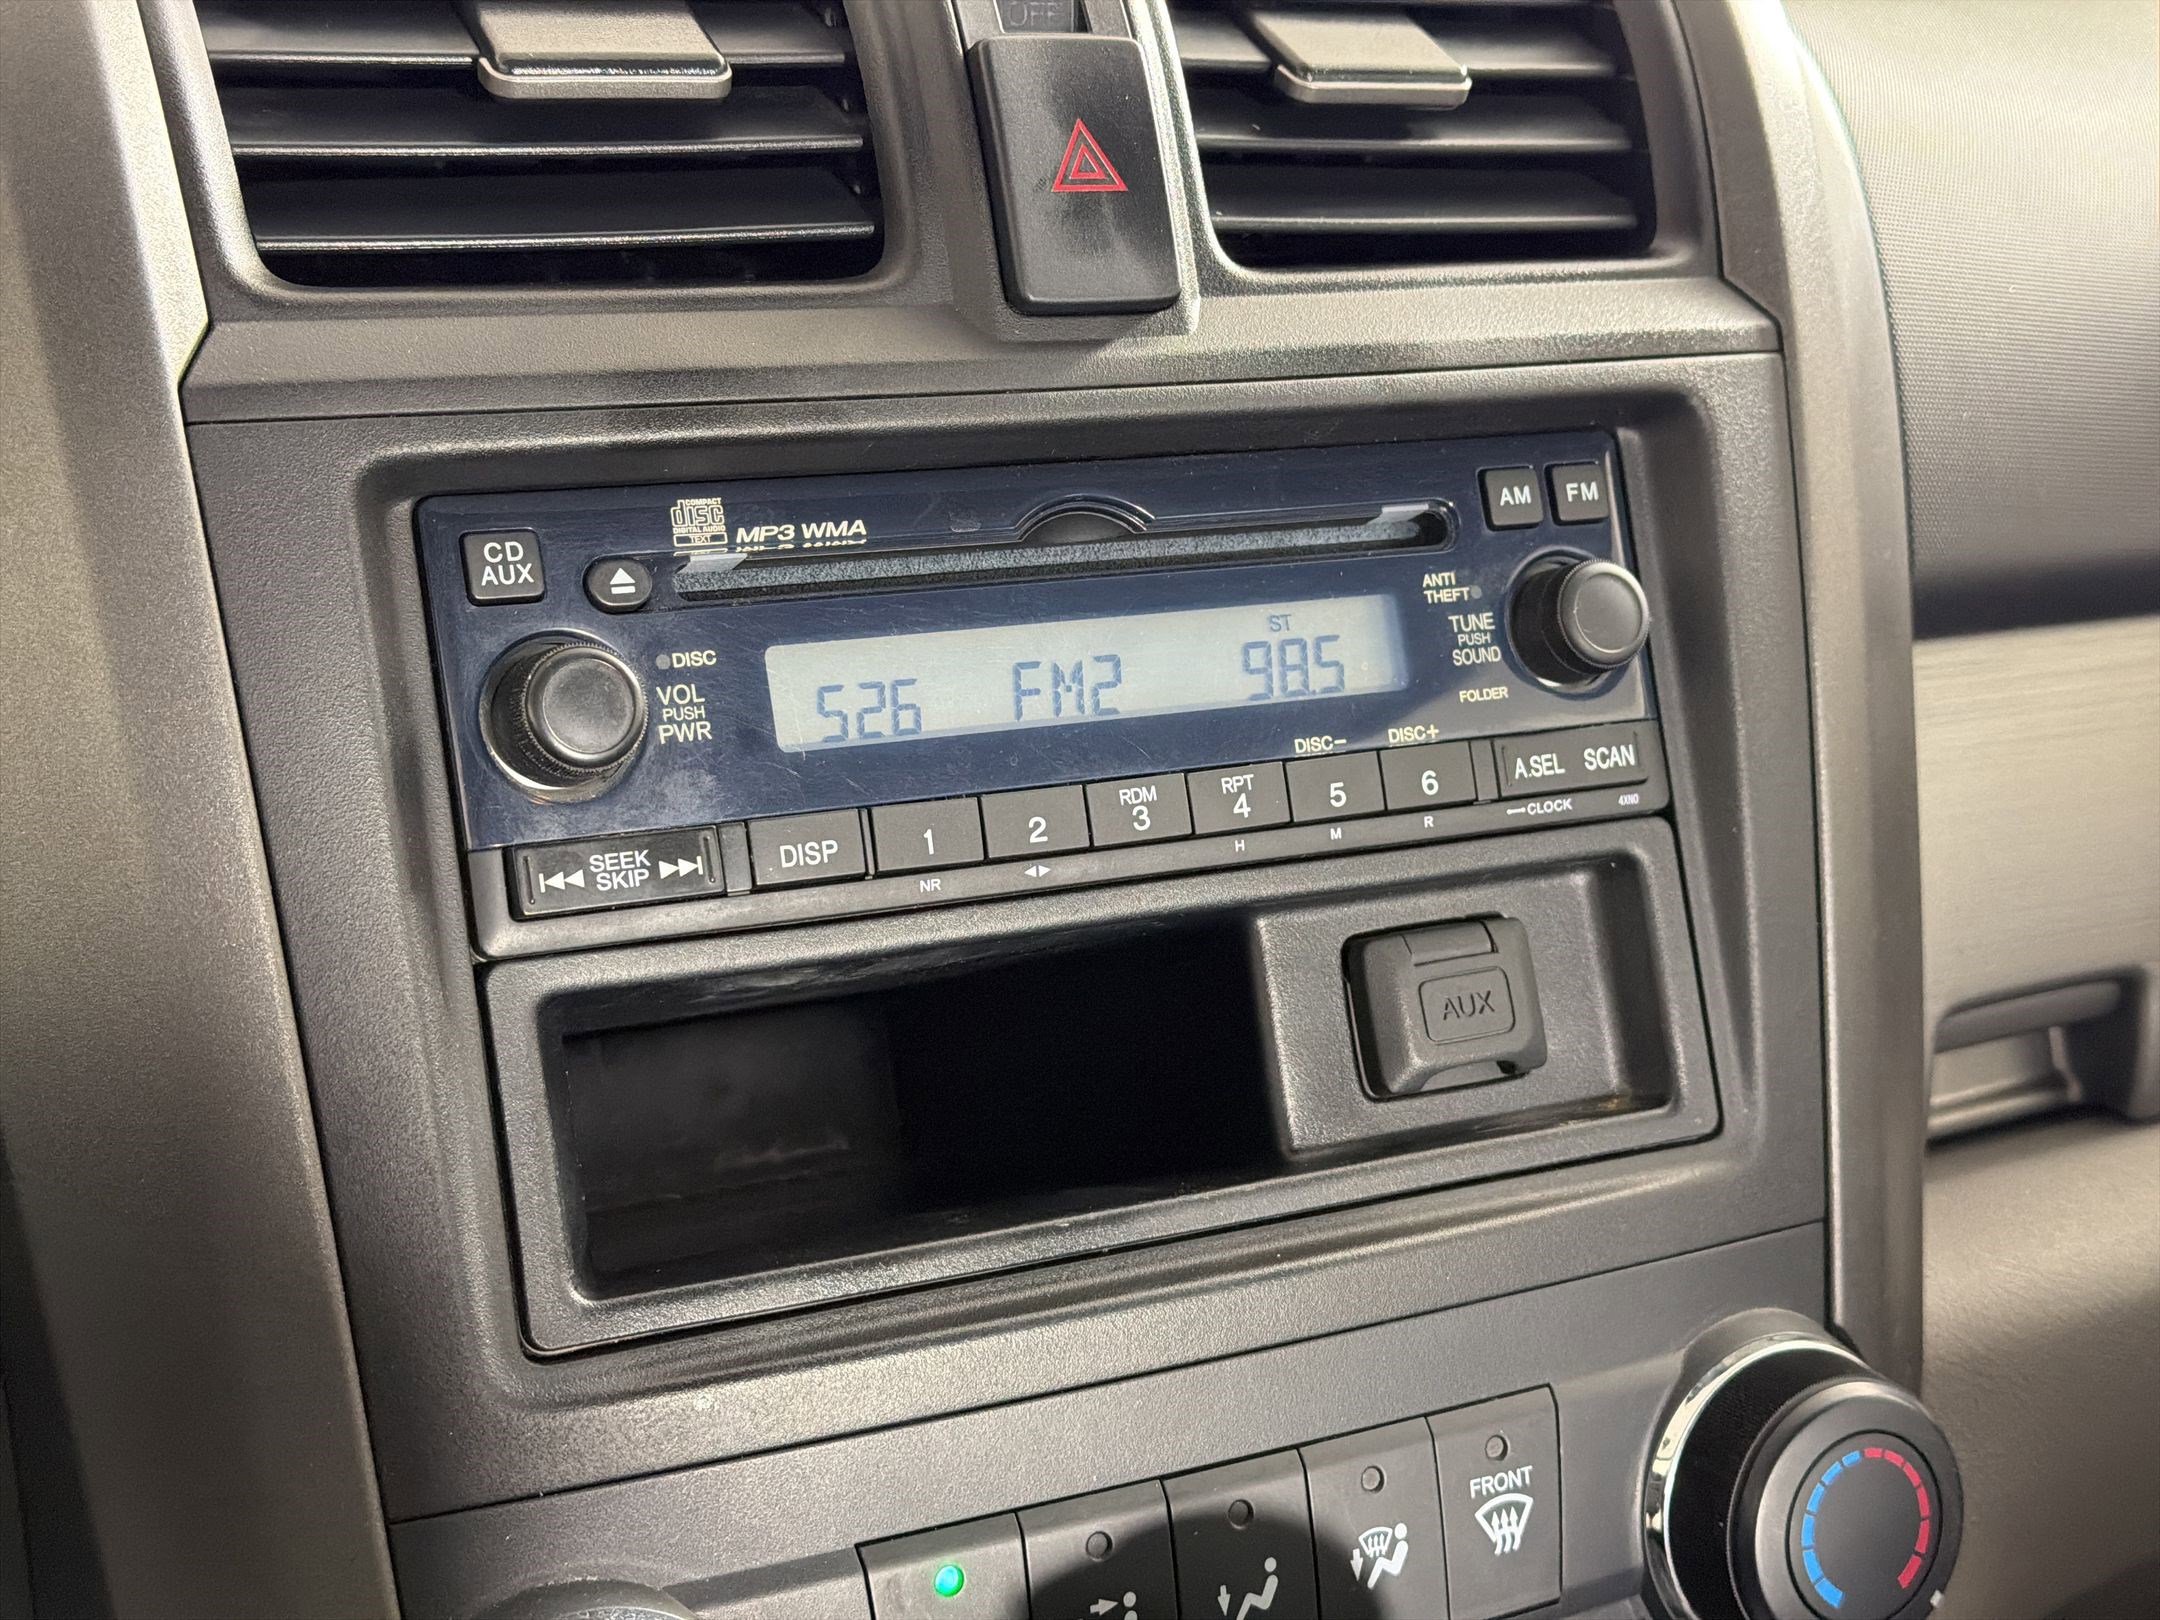 OFF
COMPACT
disc
DIGITAL AUDIO
TEXT
MP3 WMA
AM
FM
CD
AUX
ANTI
THEFT
DISC
VOL
PUSH
PWR
526 FM2 ST 98.5
TUNE
PUSH
SOUND
FOLDER
DISC-
DISC+
SEEK
SKIP
DISP
1
2
RDM
3
RPT
4
5
6
A.SEL SCAN
NR
H
M
R
CLOCK
4XN0
AUX
FRONT